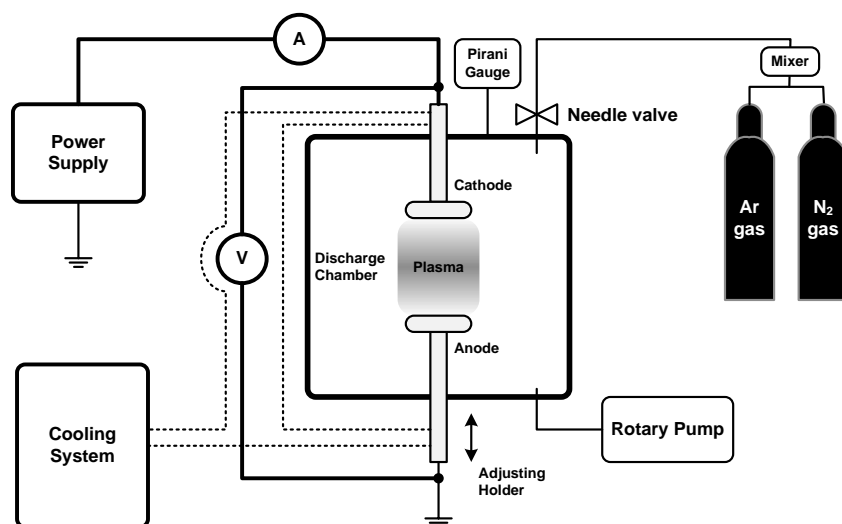 A
Pirani
Gauge
Mixer
Needle valve
Power
Supply
Cathode
Ar
gas
N₂
gas
V
Discharge
Chamber
Plasma
Anode
Cooling
System
Rotary Pump
Adjusting
Holder